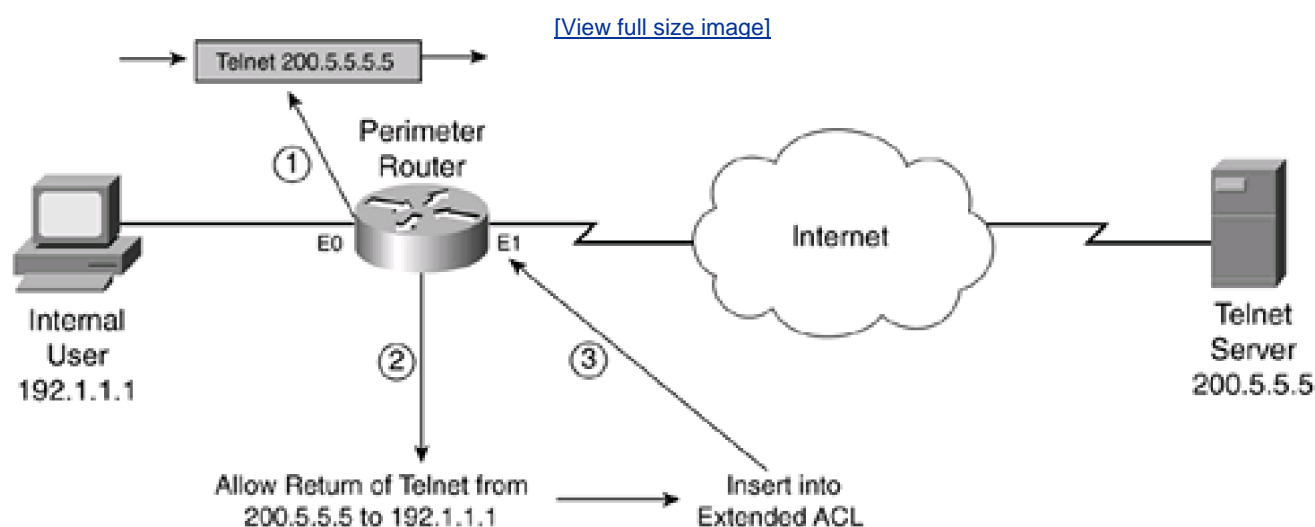 [View full size image]
Telnet 200.5.5.5.5
Perimeter
Router
1
E0
E1
Internet
Internal
User
192.1.1.1
2
3
Telnet
Server
200.5.5.5
Allow Return of Telnet from
200.5.5.5 to 192.1.1.1
Insert into
Extended ACL